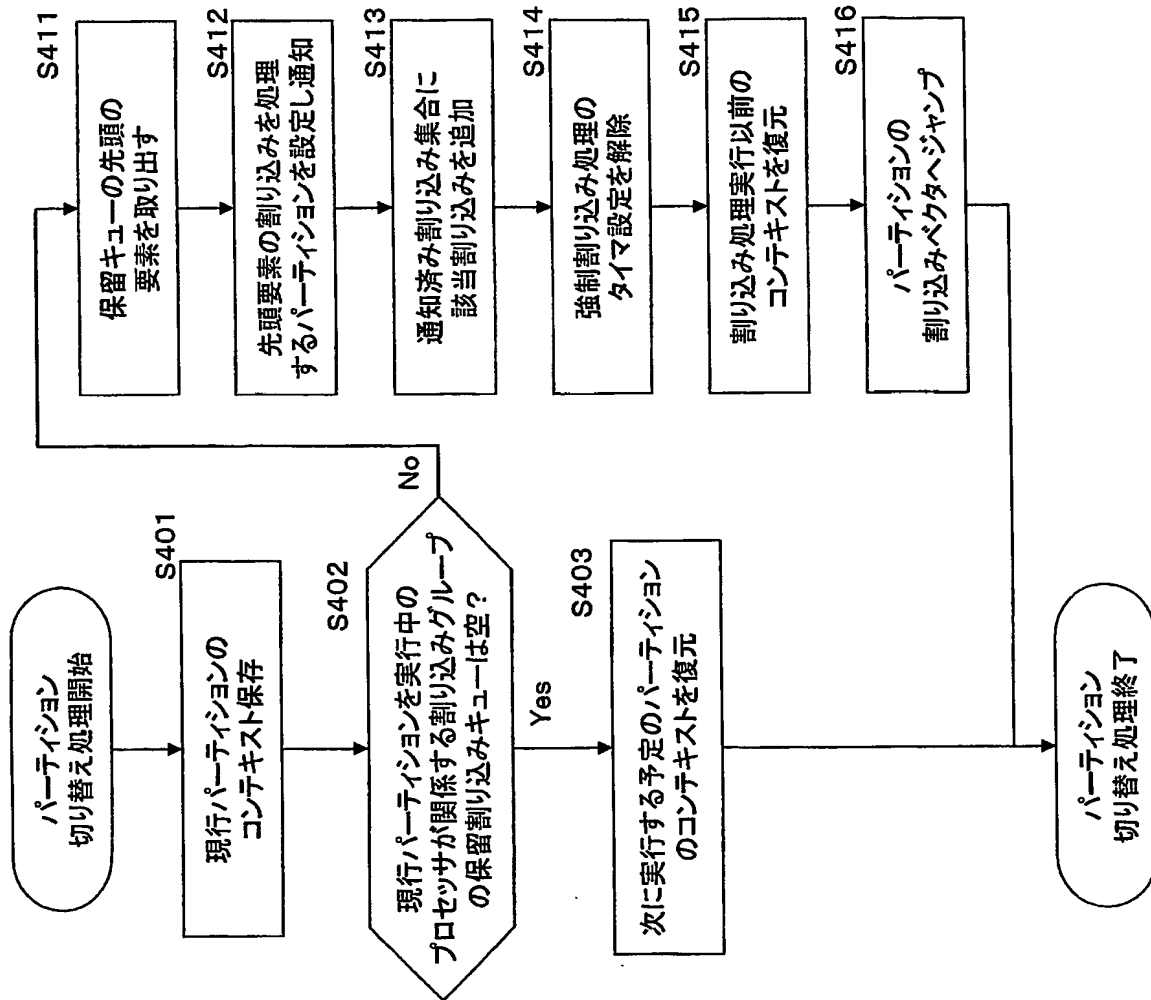 パーティション
切り替え処理開始
S401
現行パーティションの
コンテキスト保存
S402
現行パーティションを実行中の
プロセッサが関係する割り込みグループ
の保留割り込みキューは空？
No
Yes
S403
次に実行する予定のパーティション
のコンテキストを復元
S411
保留キューの先頭の
要素を取り出す
S412
先頭要素の割り込みを処理
するパーティションを設定し通知
S413
通知済み割り込み集合に
該当割り込みを追加
S414
強制割り込み処理の
タイマ設定を解除
S415
割り込み処理実行以前の
コンテキストを復元
S416
パーティションの
割り込みベクタへジャンプ
パーティション
切り替え処理終了